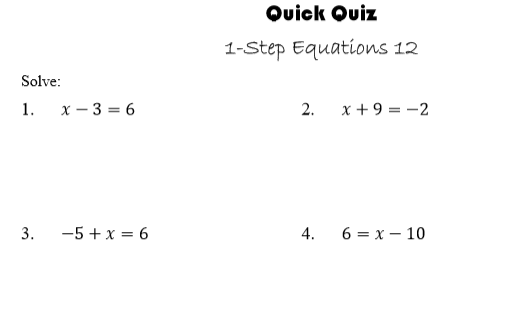 Quick Quiz
1-Step Equations 12
Solve:
1. x − 3 = 6 2. x + 9 = −2
3. −5 + x = 6 4. 6 = x − 10